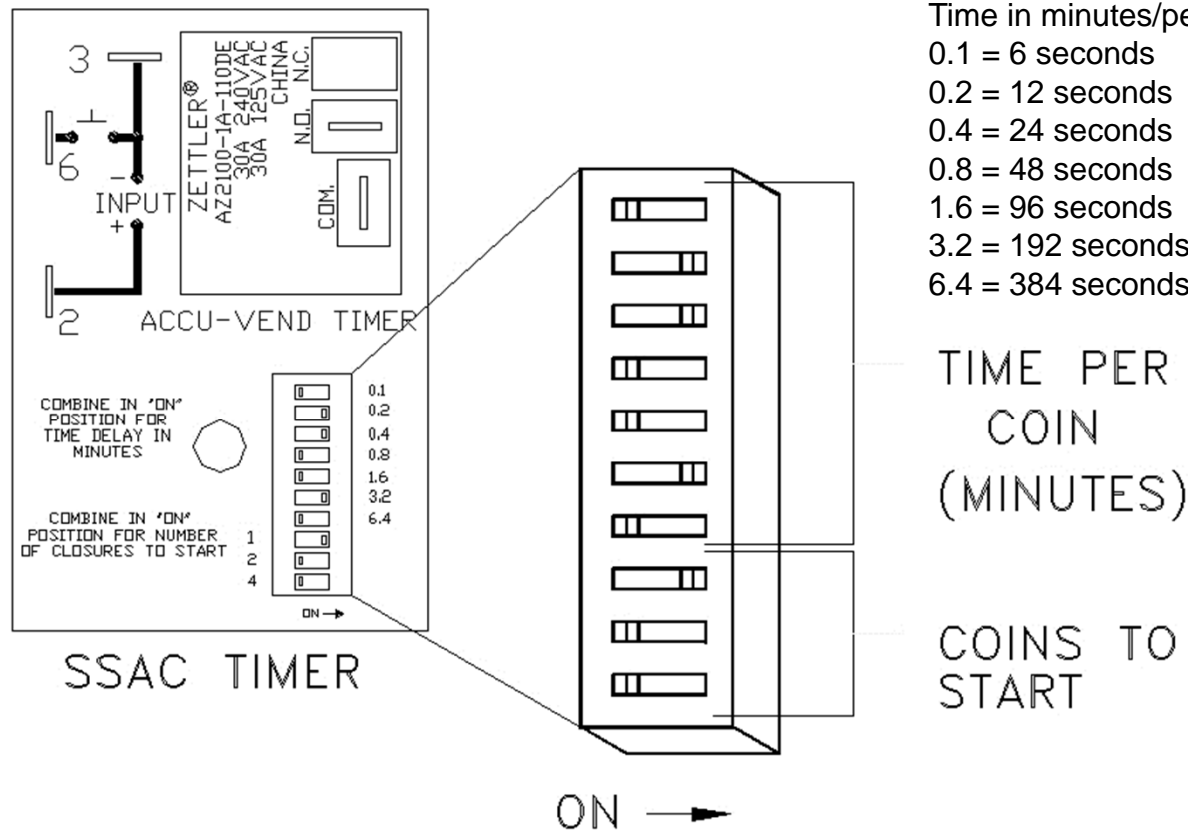 Time in minutes/pe
0.1 = 6 seconds
0.2 = 12 seconds
0.4 = 24 seconds
0.8 = 48 seconds
1.6 = 96 seconds
3.2 = 192 seconds
6.4 = 384 seconds
3
6
2
INPUT
-
+
ZETTLER®
AZ2100-1A-110DE
30A 240VAC
30A 125VAC
CHINA
N.C.
N.O.
COM.
ACCU-VEND TIMER
COMBINE IN "ON"
POSITION FOR
TIME DELAY IN
MINUTES
0.1
0.2
0.4
0.8
1.6
3.2
6.4
COMBINE IN "ON"
POSITION FOR NUMBER
OF CLOSURES TO START
1
2
4
ON
SSAC TIMER
TIME PER
COIN
(MINUTES)
COINS TO
START
ON